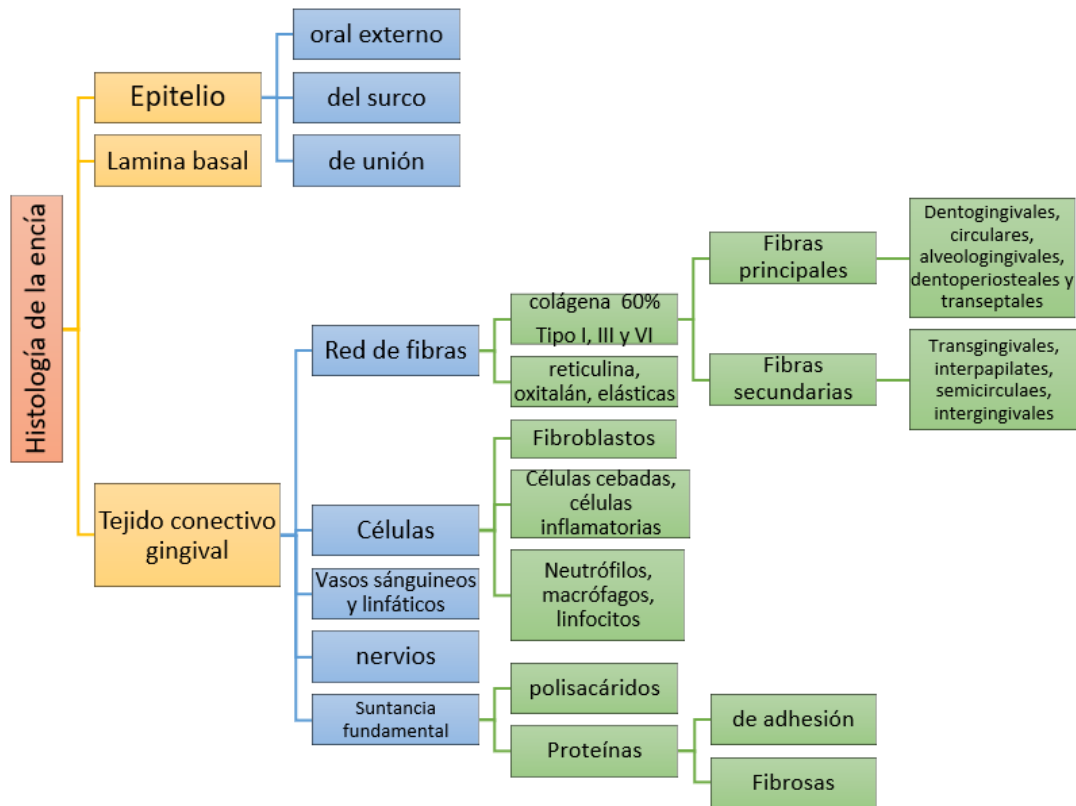 Histología de la encía
Epitelio
oral externo
del surco
de unión
Lamina basal
Tejido conectivo
gingival
Red de fibras
colágena 60%
Tipo I, III y VI
Fibras
principales
Dentogingivales,
circulares,
alveologingivales,
dentoperiosteales y
transeptales
Fibras
secundarias
Transgingivales,
interpapilates,
semicirculaes,
intergingivales
reticulina,
oxitalán, elásticas
Células
Fibroblastos
Células cebadas,
células
inflamatorias
Neutrófilos,
macrófagos,
linfocitos
Vasos sánguineos
y linfáticos
nervios
Suntancia
fundamental
polisacáridos
Proteínas
de adhesión
Fibrosas